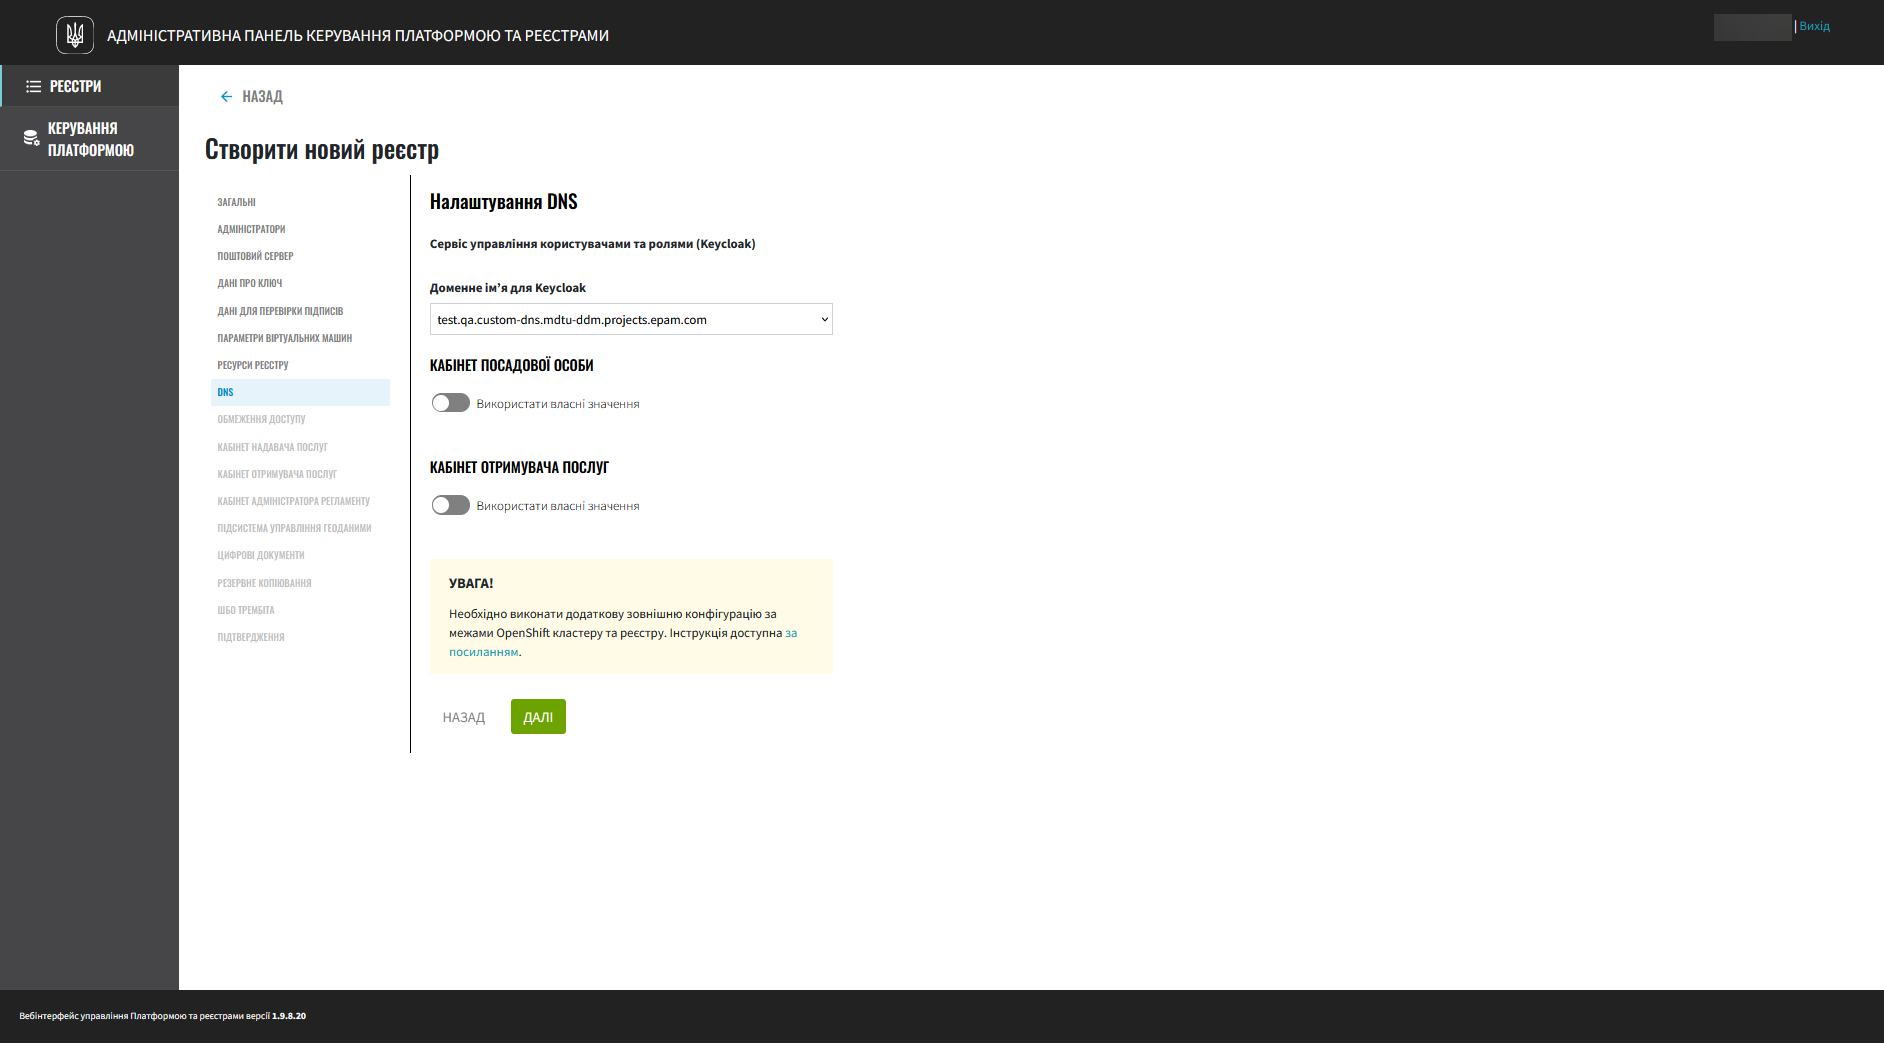 АДМІНІСТРАТИВНА ПАНЕЛЬ КЕРУВАННЯ ПЛАТФОРМОЮ ТА РЕЄСТРАМИ
| Вихід
РЕЄСТРИ
КЕРУВАННЯ
ПЛАТФОРМОЮ
НАЗАД
Створити новий реєстр
ЗАГАЛЬНІ
АДМІНІСТРАТОРИ
ПОШТОВИЙ СЕРВЕР
ДАНІ ПРО КЛЮЧ
ДАНІ ДЛЯ ПЕРЕВІРКИ ПІДПИСІВ
ПАРАМЕТРИ ВІРТУАЛЬНИХ МАШИН
РЕСУРСИ РЕЄСТРУ
DNS
ОБМЕЖЕННЯ ДОСТУПУ
КАБІНЕТ НАДАВАЧА ПОСЛУГ
КАБІНЕТ ОТРИМУВАЧА ПОСЛУГ
КАБІНЕТ АДМІНІСТРАТОРА РЕГЛАМЕНТУ
ПІДСИСТЕМА УПРАВЛІННЯ ГЕОДАНИМИ
ЦИФРОВІ ДОКУМЕНТИ
РЕЗЕРВНЕ КОПІЮВАННЯ
ШБО ТРЕМБІТА
ПІДТВЕРДЖЕННЯ
Налаштування DNS
Сервіс управління користувачами та ролями (Keycloak)
Доменне ім’я для Keycloak
test.qa.custom-dns.mdtu-ddm.projects.epam.com
КАБІНЕТ ПОСАДОВОЇ ОСОБИ
Використати власні значення
КАБІНЕТ ОТРИМУВАЧА ПОСЛУГ
Використати власні значення
УВАГА!
Необхідно виконати додаткову зовнішню конфігурацію за
межами OpenShift кластеру та реєстру. Інструкція доступна за
посиланням.
НАЗАД
ДАЛІ
Вебінтерфейс управління Платформою та реєстрами версії 1.9.8.20